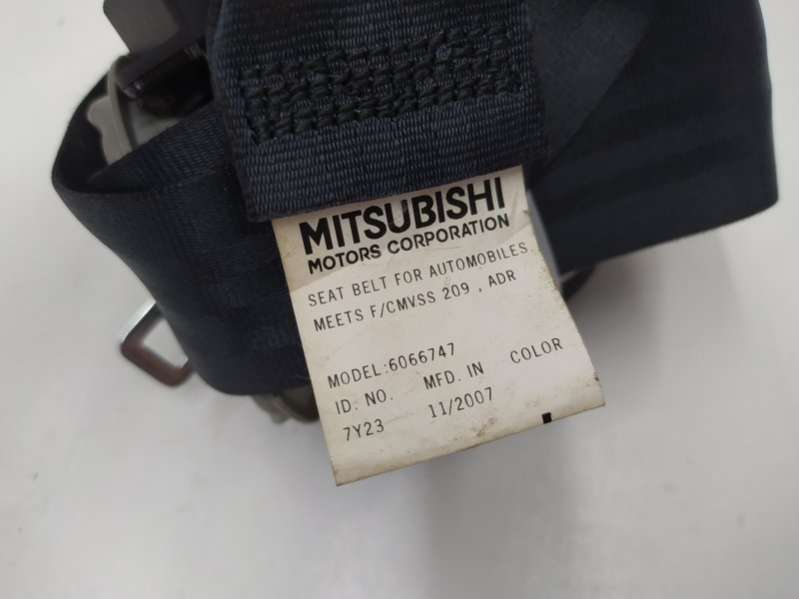 MITSUBISHI
MOTORS CORPORATION
SEAT BELT FOR AUTOMOBILES
MEETS F/CMVSS 209 , ADR
MODEL:6066747
ID. NO. MFD. IN COLOR
7Y23 11/2007